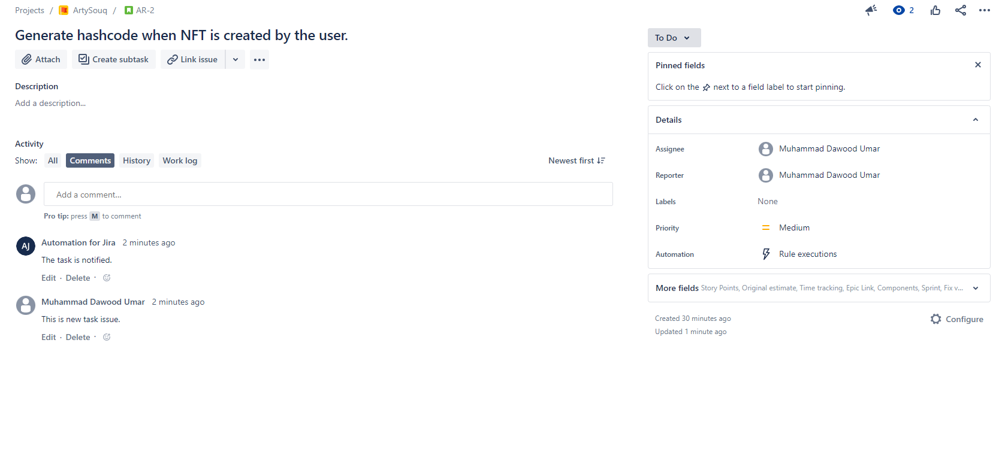 Projects / ArtySouq / AR-2
2
Generate hashcode when NFT is created by the user.
Attach Create subtask Link issue
Description
Add a description...
Activity
Show: All Comments History Work log Newest first
Add a comment...
Pro tip: press M to comment
AJ Automation for Jira 2 minutes ago
The task is notified.
Edit · Delete ·
Muhammad Dawood Umar 2 minutes ago
This is new task issue.
Edit · Delete ·
To Do
Pinned fields
Click on the next to a field label to start pinning.
Details
Assignee Muhammad Dawood Umar
Reporter Muhammad Dawood Umar
Labels None
Priority Medium
Automation Rule executions
More fields Story Points, Original estimate, Time tracking, Epic Link, Components, Sprint, Fix v...
Created 30 minutes ago
Configure
Updated 1 minute ago